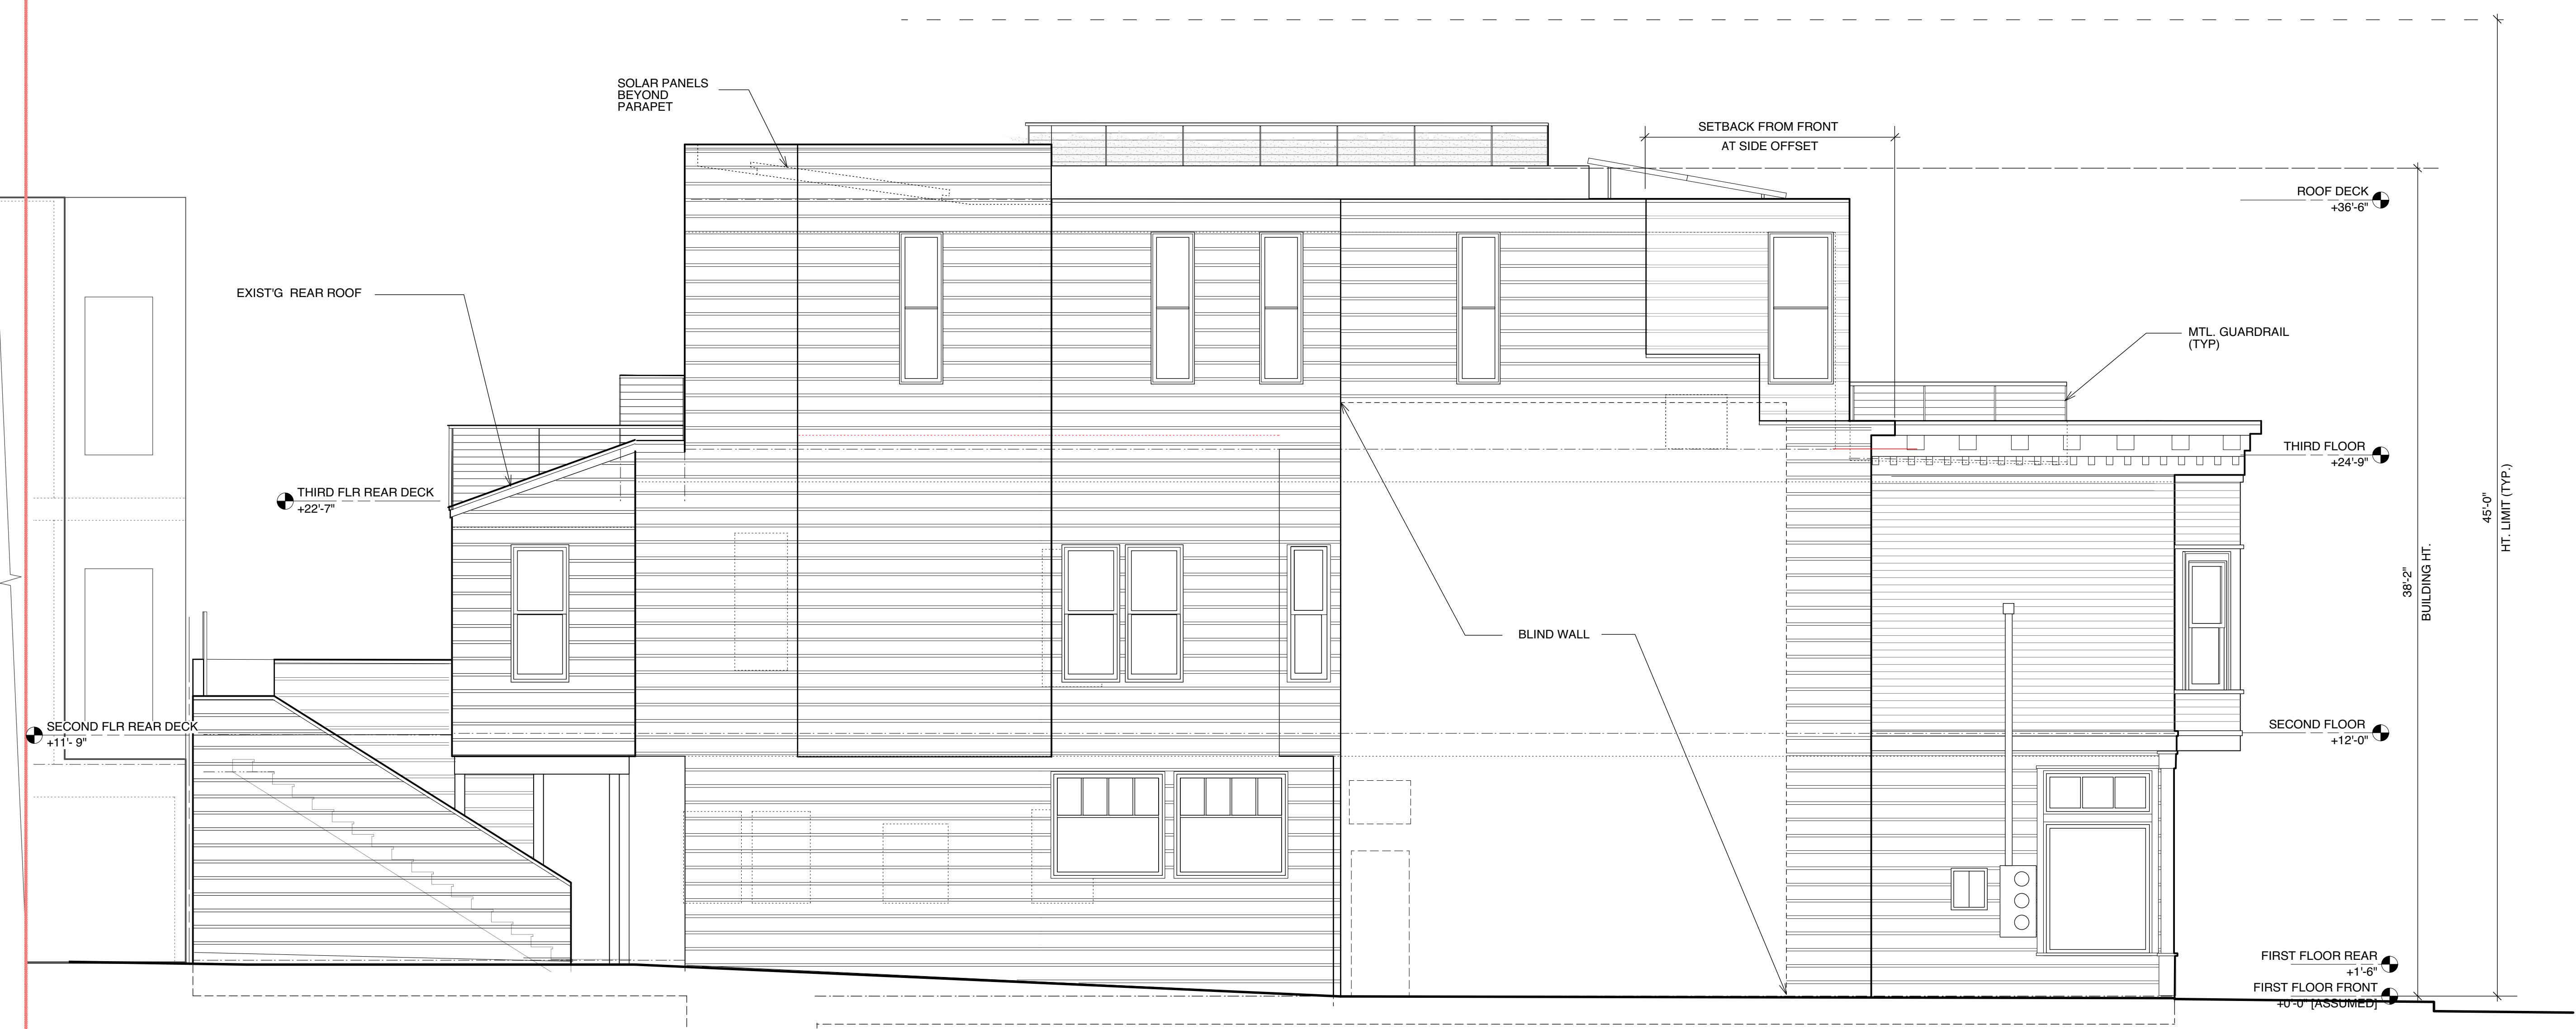 SOLAR PANELS
BEYOND
PARAPET
SETBACK FROM FRONT
AT SIDE OFFSET
ROOF DECK
+36'-6"
EXIST'G REAR ROOF
MTL. GUARDRAIL
(TYP)
THIRD FLOOR
+24'-9"
THIRD FLR REAR DECK
+22'-7"
45'-0"
HT. LIMIT (TYP.)
38'-2"
BUILDING HT.
BLIND WALL
SECOND FLR REAR DECK
+11'- 9"
SECOND FLOOR
+12'-0"
FIRST FLOOR REAR
+1'-6"
FIRST FLOOR FRONT
+0'-0" [ASSUMED]